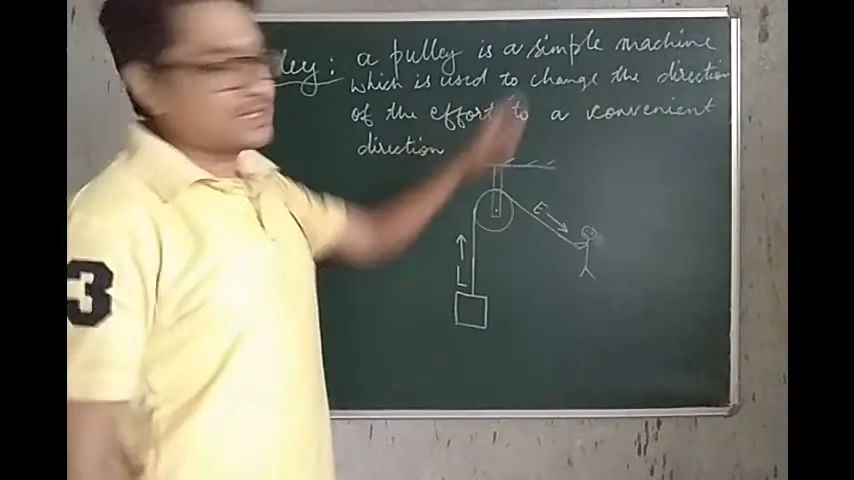 ley: a pulley is a simple machine
which is used to change the direction
of the effort to a convenient
direction
E
L
3